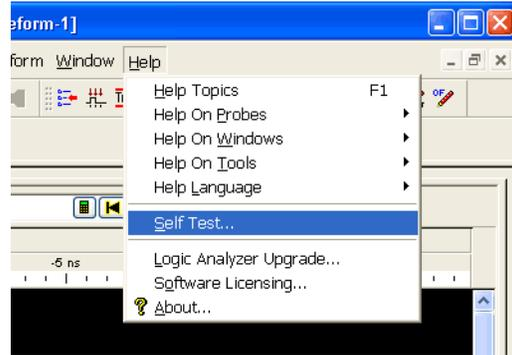 eform-1]
form Window Help
Help Topics F1
Help On Probes
Help On Windows
Help On Tools
Help Language
Self Test...
-5 ns
Logic Analyzer Upgrade...
Software Licensing...
About...